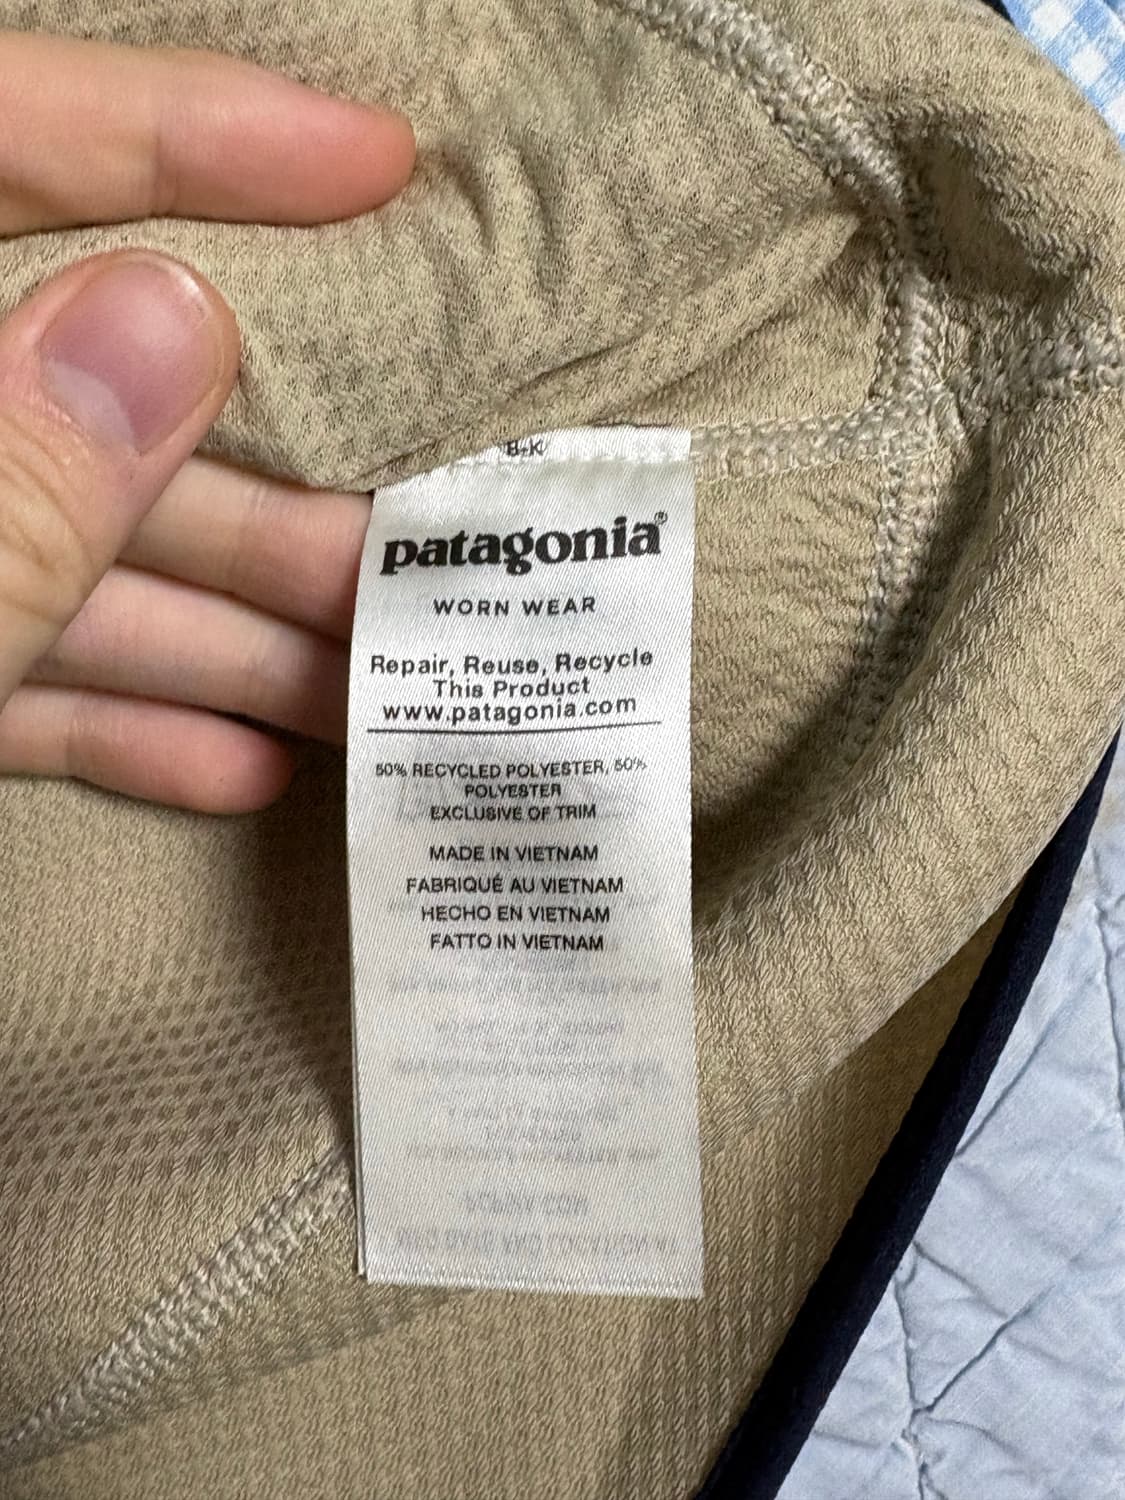 B-K
patagonia®
WORN WEAR
Repair, Reuse, Recycle
This Product
www.patagonia.com
50% RECYCLED POLYESTER, 50%
POLYESTER
EXCLUSIVE OF TRIM
MADE IN VIETNAM
FABRIQUÉ AU VIETNAM
HECHO EN VIETNAM
FATTO IN VIETNAM